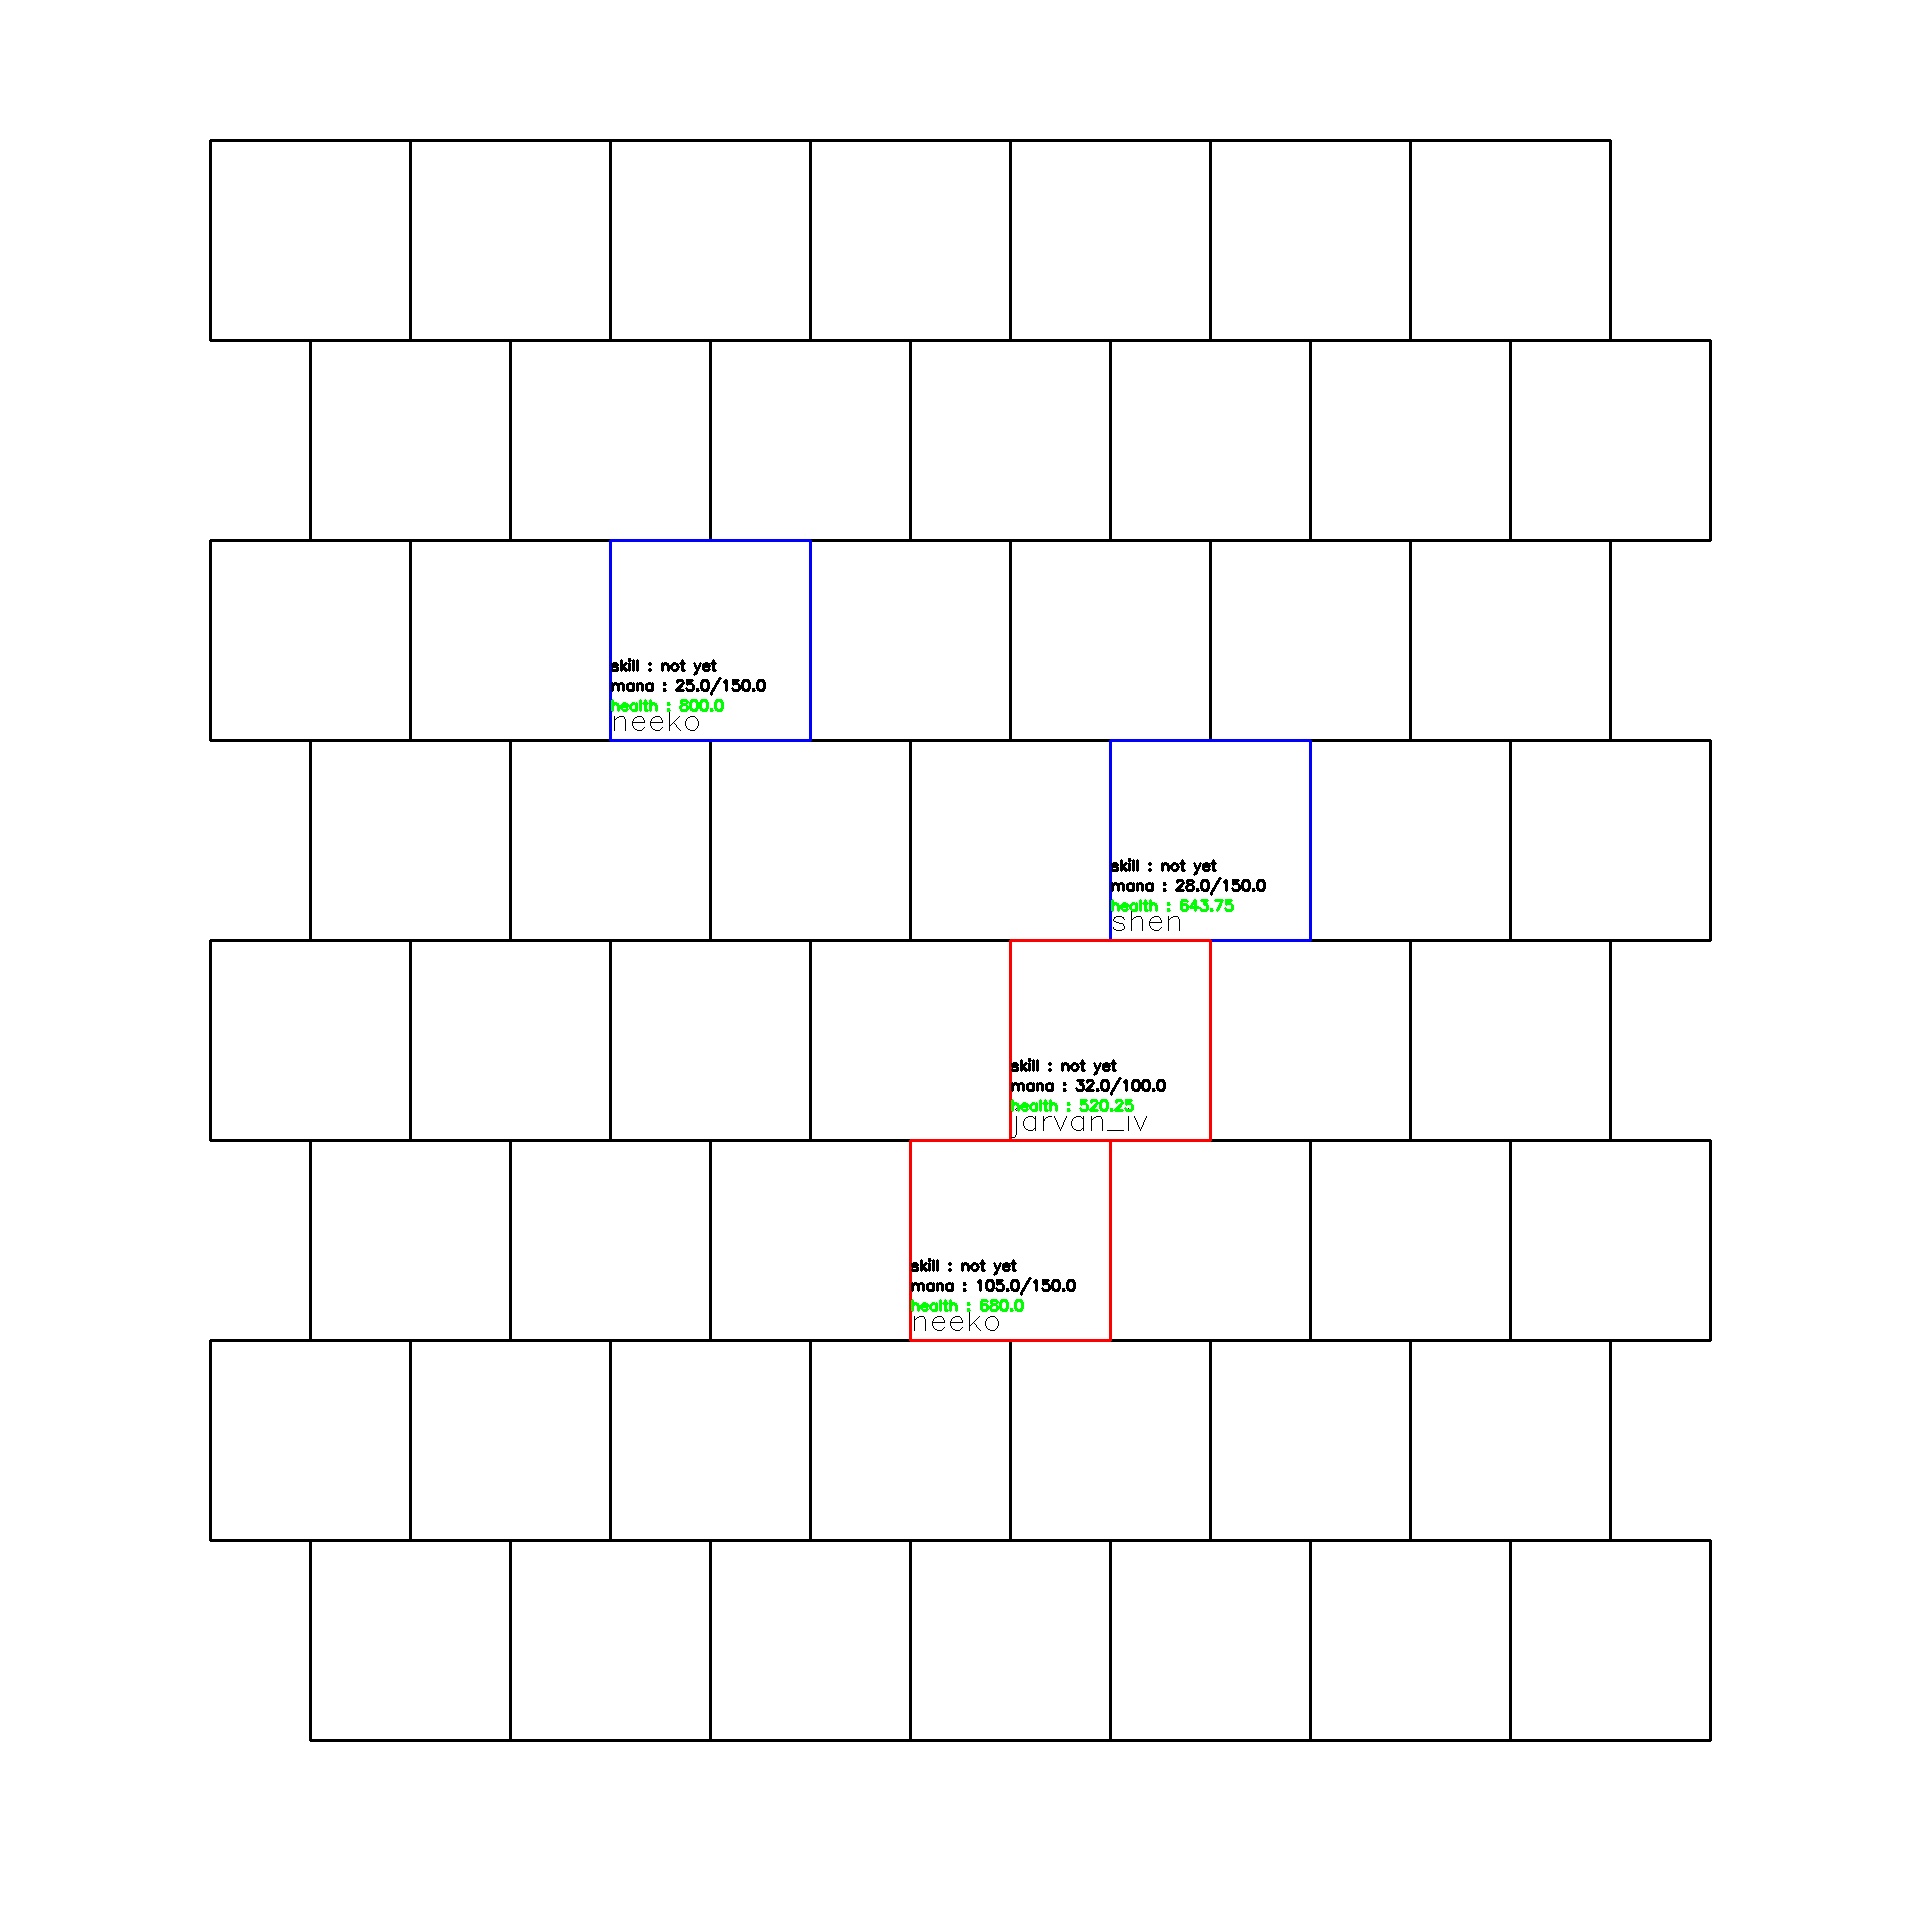 skill : not yet
mana : 25.0/150.0
health : 800.0
neeko
skill : not yet
mana : 28.0/150.0
health : 643.75
shen
skill : not yet
mana : 32.0/100.0
health : 520.25
jarvan_iv
skill : not yet
mana : 105.0/150.0
health : 680.0
neeko